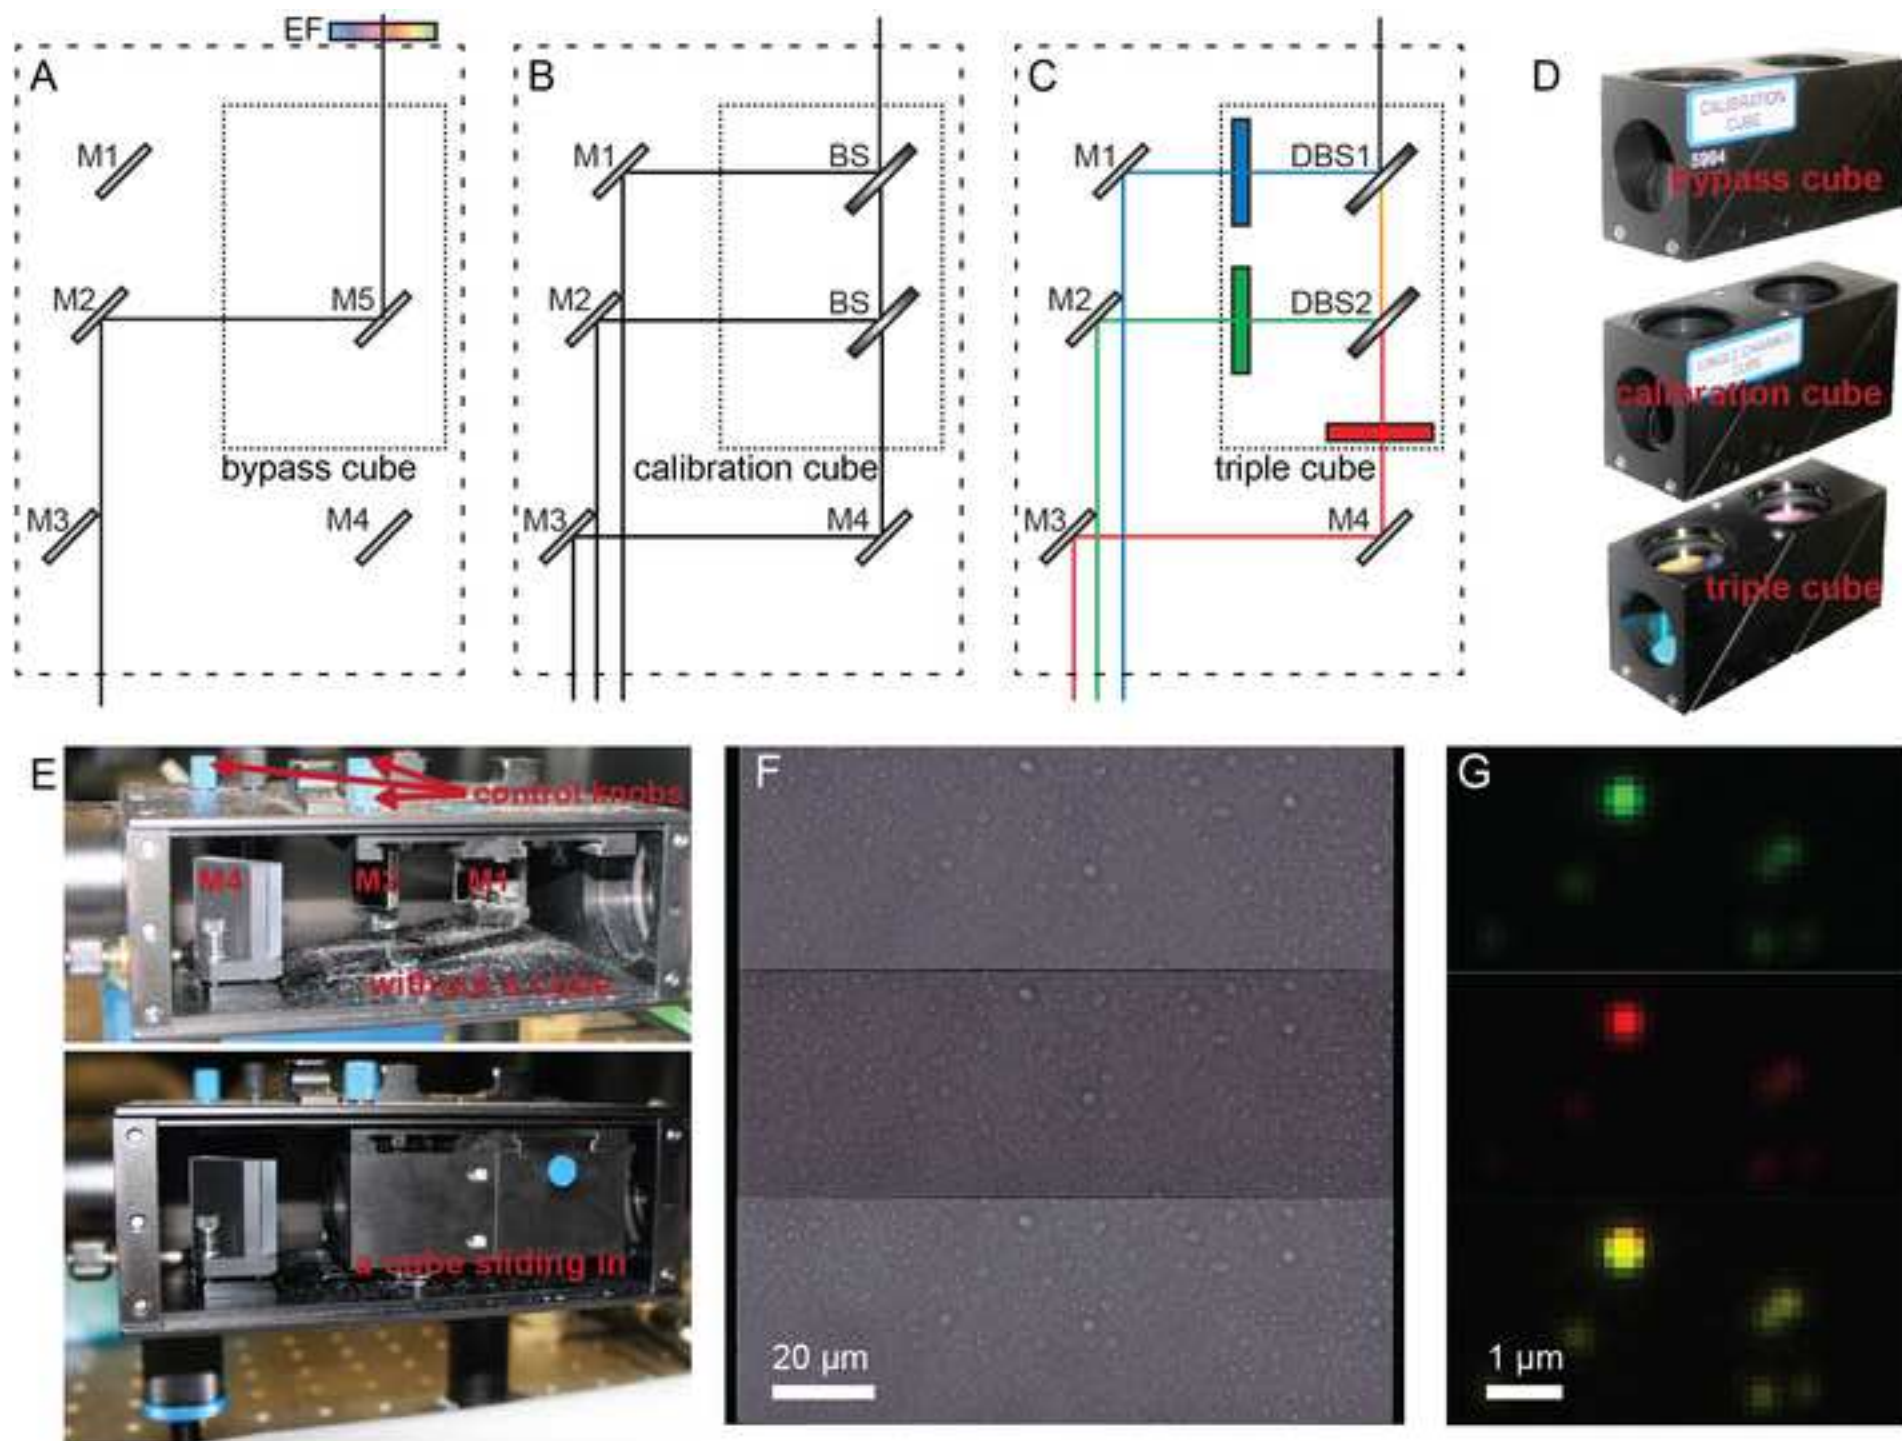 EF
A
M1
M2
M5
M3
M4
bypass cube
B
M1
BS
M2
BS
M3
M4
calibration cube
C
M1
DBS1
M2
DBS2
M3
M4
triple cube
D
CALIBRATION
CUBE
5994
bypass cube
CUBE
calibration cube
triple cube
E
control knobs
M4
M1
without a cube
a cube sliding in
F
20 µm
G
1 µm